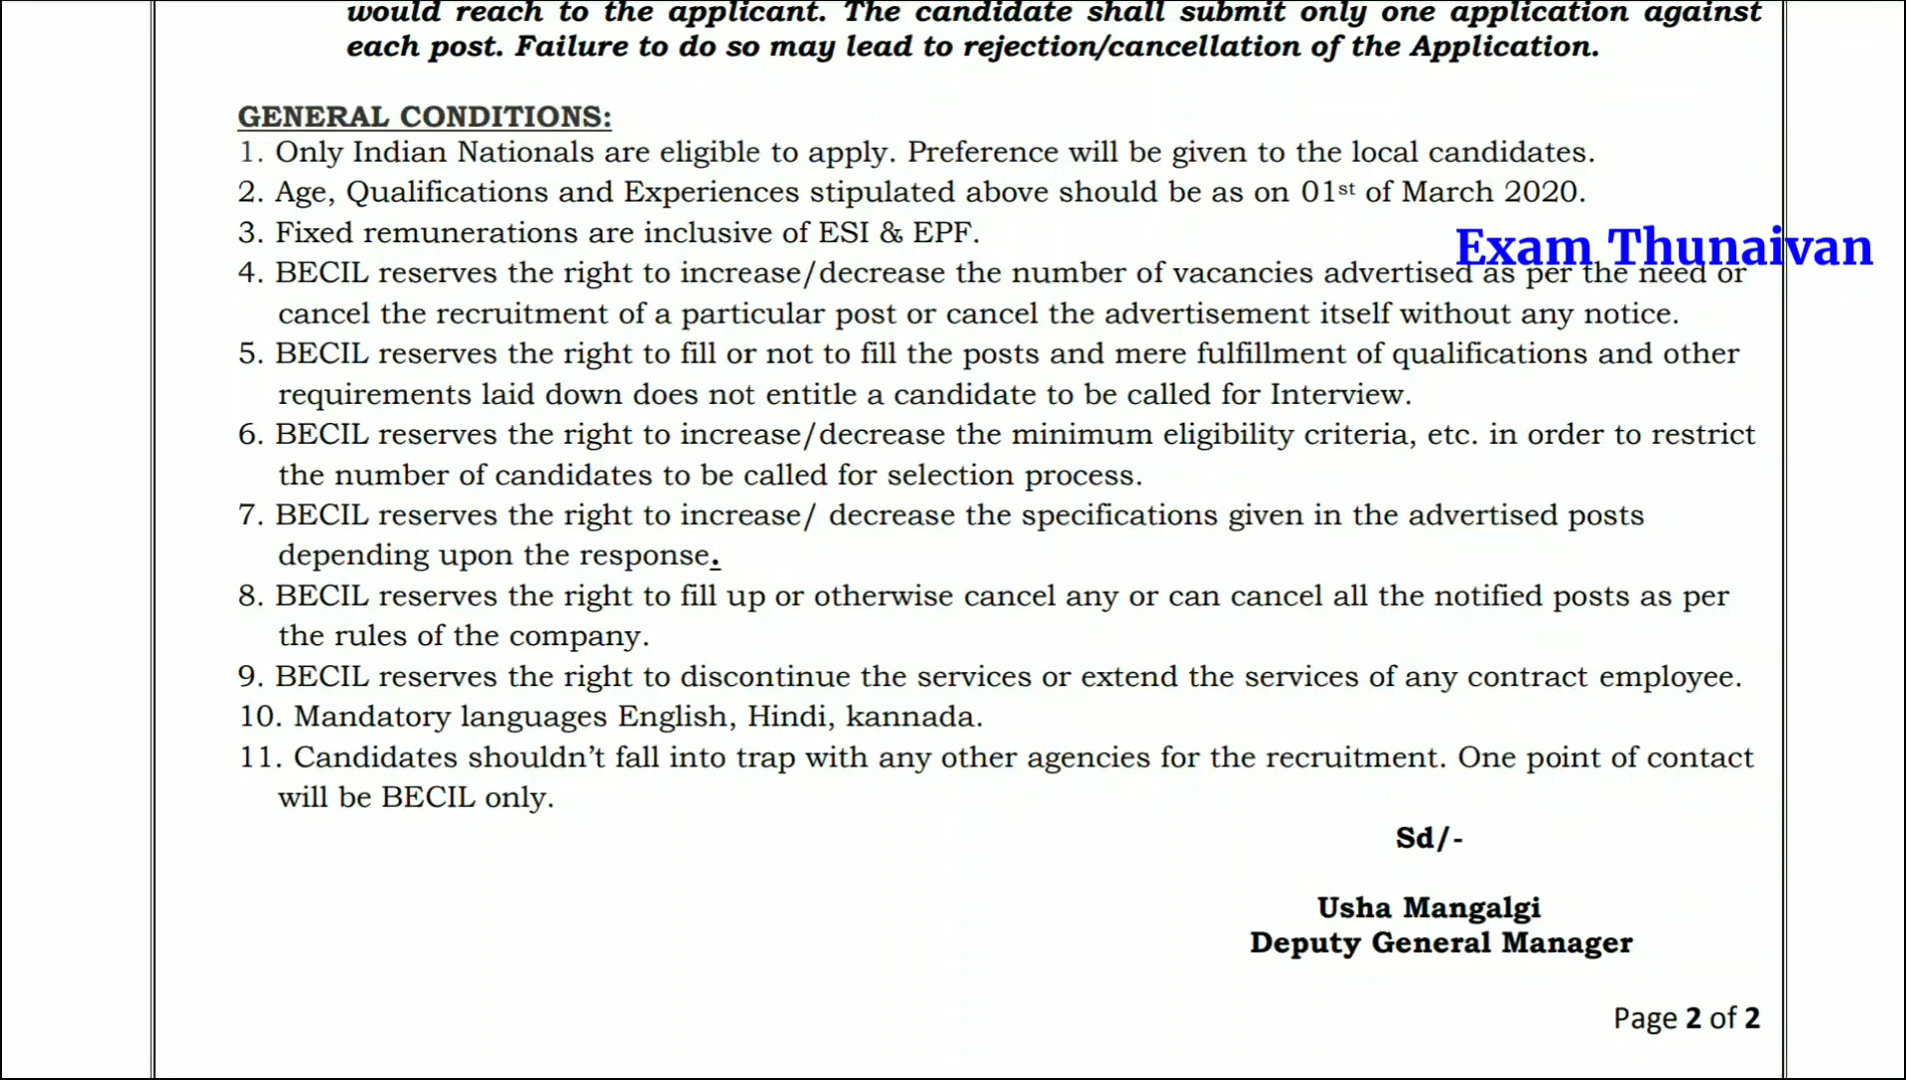 would reach to the applicant. The candidate shall submit only one application against
each post. Failure to do so may lead to rejection/cancellation of the Application.
GENERAL CONDITIONS:
1. Only Indian Nationals are eligible to apply. Preference will be given to the local candidates.
2. Age, Qualifications and Experiences stipulated above should be as on 01st of March 2020.
3. Fixed remunerations are inclusive of ESI & EPF.
Exam Thunaivan
4. BECIL reserves the right to increase/decrease the number of vacancies advertised as per the need or
cancel the recruitment of a particular post or cancel the advertisement itself without any notice.
5. BECIL reserves the right to fill or not to fill the posts and mere fulfillment of qualifications and other
requirements laid down does not entitle a candidate to be called for Interview.
6. BECIL reserves the right to increase/decrease the minimum eligibility criteria, etc. in order to restrict
the number of candidates to be called for selection process.
7. BECIL reserves the right to increase/ decrease the specifications given in the advertised posts
depending upon the response.
8. BECIL reserves the right to fill up or otherwise cancel any or can cancel all the notified posts as per
the rules of the company.
9. BECIL reserves the right to discontinue the services or extend the services of any contract employee.
10. Mandatory languages English, Hindi, kannada.
11. Candidates shouldn’t fall into trap with any other agencies for the recruitment. One point of contact
will be BECIL only.
Sd/-
Usha Mangalgi
Deputy General Manager
Page 2 of 2